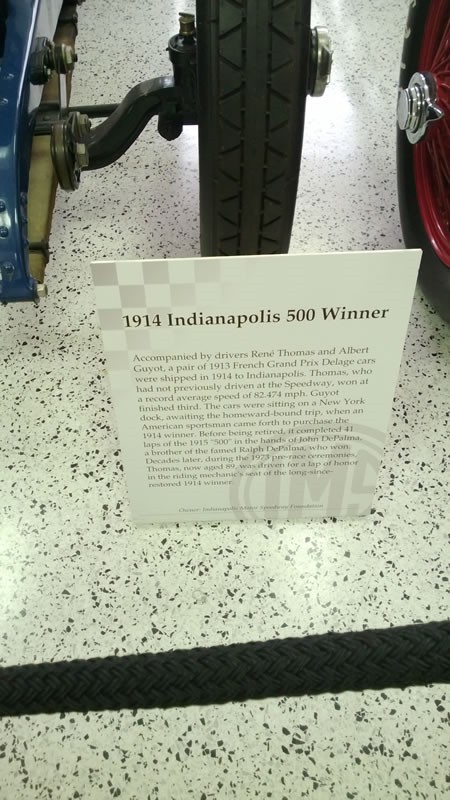 1914 Indianapolis 500 Winner
Accompanied by drivers René Thomas and Albert
Guyot, a pair of 1913 French Grand Prix Delage cars
were shipped in 1914 to Indianapolis. Thomas, who
had not previously driven at the Speedway, won at
a record average speed of 82.474 mph. Guyot
finished third. The cars were sitting on a New York
dock, awaiting the homeward-bound trip, when an
American sportsman came forth to purchase the
1914 winner. Before being retired, it completed 41
laps of the 1915 "500" in the hands of John DePalma,
a brother of the famed Ralph DePalma, who won.
Decades later, during the 1973 pre-race ceremonies,
Thomas, now aged 89, was driven for a lap of honor
in the riding mechanic's seat of the long-since-
restored 1914 winner.
IMS
Owner: Indianapolis Motor Speedway Foundation